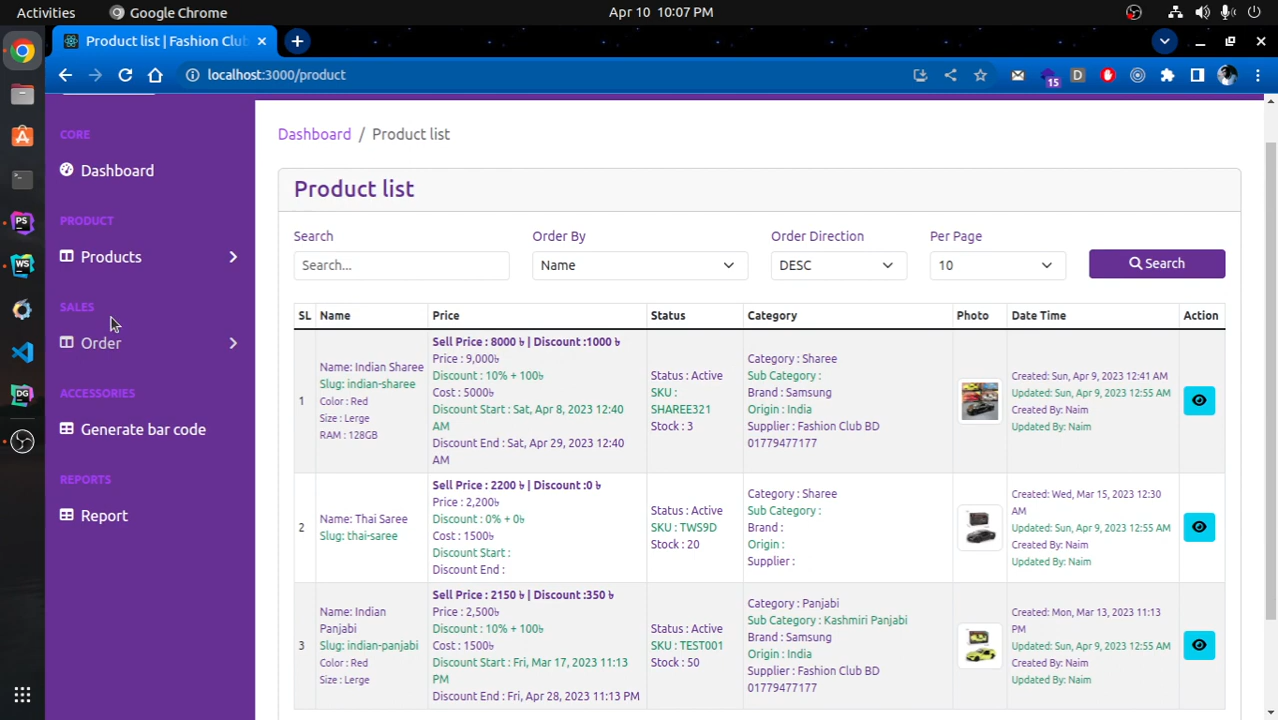 Activities
Google Chrome
Apr 10 10:07 PM
Product list | Fashion Club
localhost:3000/product
15
D
PS
WS
DG
CORE
Dashboard
PRODUCT
Products
SALES
Order
ACCESSORIES
Generate bar code
REPORTS
Report
Dashboard / Product list
Product list
Search
Order By
Order Direction
Per Page
Search...
Name
DESC
10
Search
SL Name Price Status Category Photo Date Time Action
1
Name: Indian Sharee
Slug: indian-sharee
Color : Red
Size : Lerge
RAM : 128GB
Sell Price : 8000 ৳ | Discount :1000 ৳
Price : 9,000৳
Discount : 10% + 100৳
Cost : 5000৳
Discount Start : Sat, Apr 8, 2023 12:40
AM
Discount End : Sat, Apr 29, 2023 12:40
AM
Status : Active
SKU :
SHAREE321
Stock : 3
Category : Sharee
Sub Category :
Brand : Samsung
Origin : India
Supplier : Fashion Club BD
01779477177
Created: Sun, Apr 9, 2023 12:41 AM
Updated: Sun, Apr 9, 2023 12:55 AM
Created By: Naim
Updated By: Naim
2
Name: Thai Saree
Slug: thai-saree
Sell Price : 2200 ৳ | Discount :0 ৳
Price : 2,200৳
Discount : 0% + 0৳
Cost : 1500৳
Discount Start :
Discount End :
Status : Active
SKU : TWS9D
Stock : 20
Category : Sharee
Sub Category :
Brand :
Origin :
Supplier :
Created: Wed, Mar 15, 2023 12:30
AM
Updated: Sun, Apr 9, 2023 12:55 AM
Created By: Naim
Updated By: Naim
3
Name: Indian
Panjabi
Slug: indian-panjabi
Color : Red
Size : Lerge
Sell Price : 2150 ৳ | Discount :350 ৳
Price : 2,500৳
Discount : 10% + 100৳
Cost : 1500৳
Discount Start : Fri, Mar 17, 2023 11:13
PM
Discount End : Fri, Apr 28, 2023 11:13 PM
Status : Active
SKU : TEST001
Stock : 50
Category : Panjabi
Sub Category : Kashmiri Panjabi
Brand : Samsung
Origin : India
Supplier : Fashion Club BD
01779477177
Created: Mon, Mar 13, 2023 11:13
PM
Updated: Sun, Apr 9, 2023 12:55 AM
Created By: Naim
Updated By: Naim